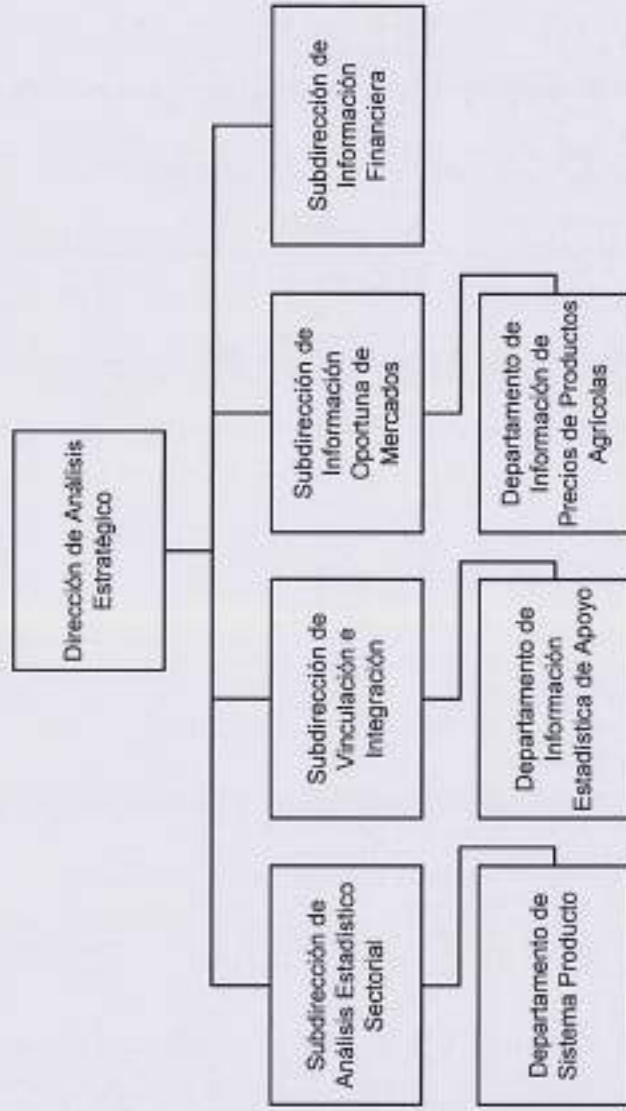 Dirección de Análisis
Estratégico
Subdirección de
Análisis Estadístico
Sectorial
Subdirección de
Vinculación e
Integración
Subdirección de
Información
Oportuna de
Mercados
Subdirección de
Información
Financiera
Departamento de
Sistema Producto
Departamento de
Información
Estadística de Apoyo
Departamento de
Información de
Precios de Productos
Agrícolas